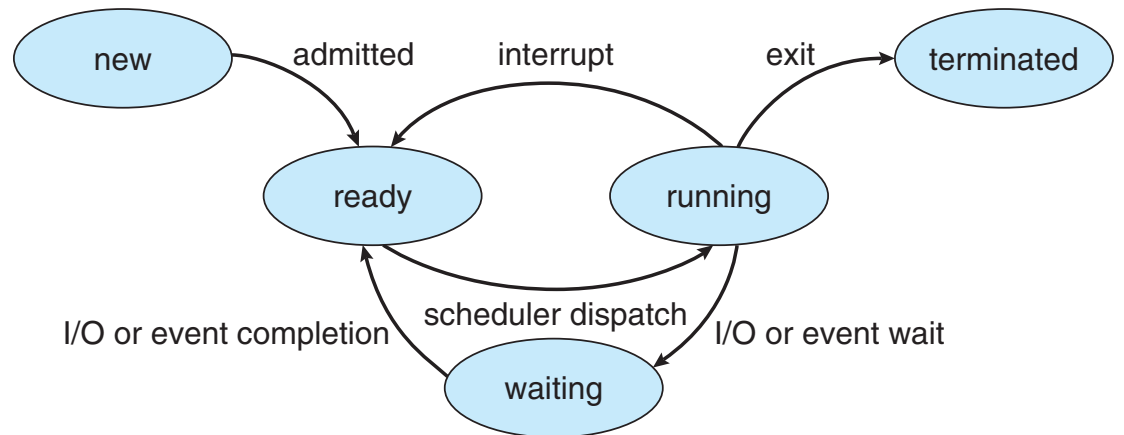 new
admitted
interrupt
exit
terminated
ready
running
scheduler dispatch
I/O or event completion
I/O or event wait
waiting